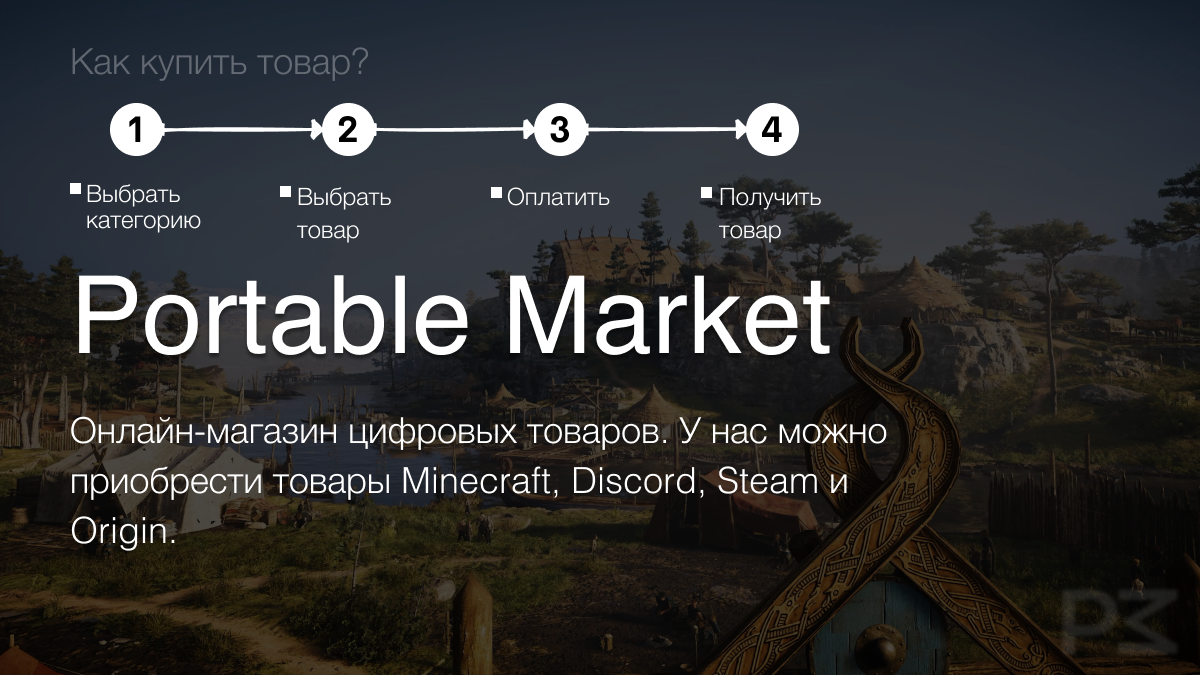 Как купить товар?
1 2 3 4
Выбрать категорию
Выбрать товар
Оплатить
Получить товар
Portable Market
Онлайн-магазин цифровых товаров. У нас можно
приобрести товары Minecraft, Discord, Steam и
Origin.
PM